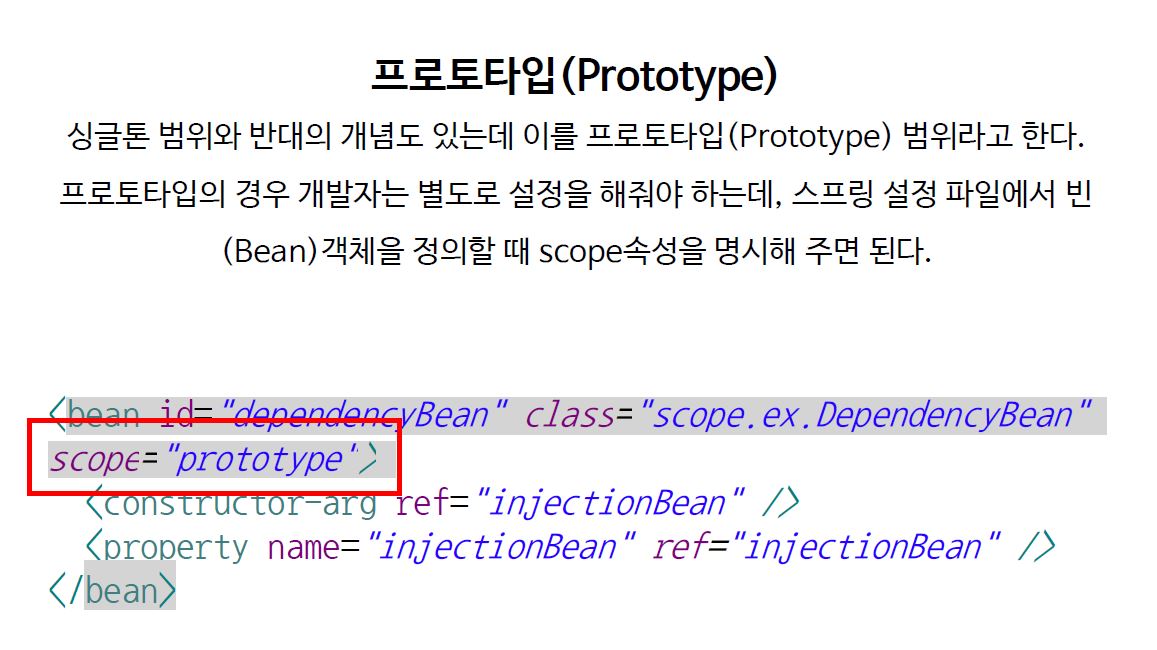 프로토타입(Prototype)
싱글톤 범위와 반대의 개념도 있는데 이를 프로토타입(Prototype) 범위라고 한다.
프로토타입의 경우 개발자는 별도로 설정을 해줘야 하는데, 스프링 설정 파일에서 빈
(Bean)객체을 정의할 때 scope속성을 명시해 주면 된다.
<bean id="dependencyBean" class="scope.ex.DependencyBean"
scope="prototype">
<constructor-arg ref="injectionBean" />
<property name="injectionBean" ref="injectionBean" />
</bean>